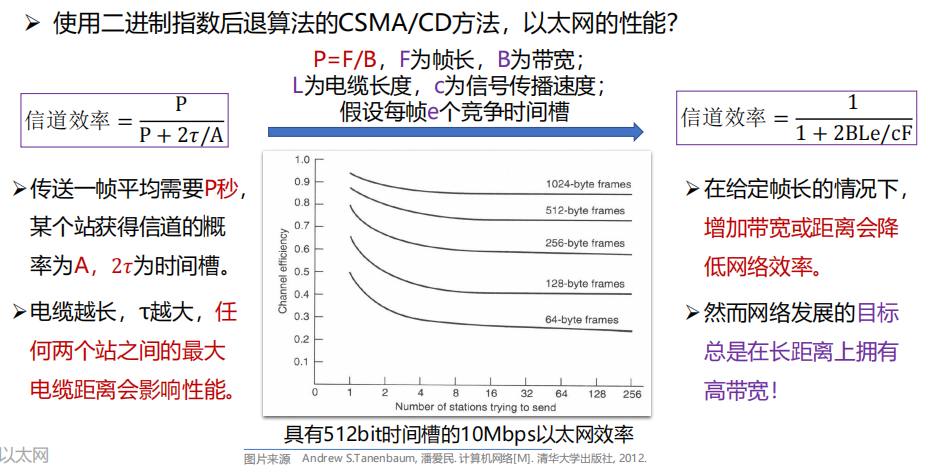 ➢ 使用二进制指数后退算法的CSMA/CD方法，以太网的性能？
P=F/B，F为帧长，B为带宽；
L为电缆长度，c为信号传播速度；
假设每帧e个竞争时间槽
信道效率 = P / (P + 2τ/A)
信道效率 = 1 / (1 + 2BLe/cF)
➢传送一帧平均需要P秒，
某个站获得信道的概
率为A，2τ为时间槽。
➢电缆越长，τ越大，任
何两个站之间的最大
电缆距离会影响性能。
Channel efficiency
1.0
0.9
0.8
0.7
0.6
0.5
0.4
0.3
0.2
0.1
1024-byte frames
512-byte frames
256-byte frames
128-byte frames
64-byte frames
0 1 2 4 8 16 32 64 128 256
Number of stations trying to send
➢在给定帧长的情况下，
增加带宽或距离会降
低网络效率。
➢然而网络发展的目标
总是在长距离上拥有
高带宽！
具有512bit时间槽的10Mbps以太网效率
以太网
图片来源 Andrew S.Tanenbaum, 潘爱民. 计算机网络[M]. 清华大学出版社, 2012.